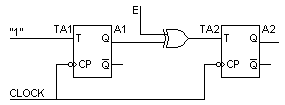 E
"1" TA1 A1 TA2 A2
T Q T Q
CP Q̅ CP Q̅
CLOCK